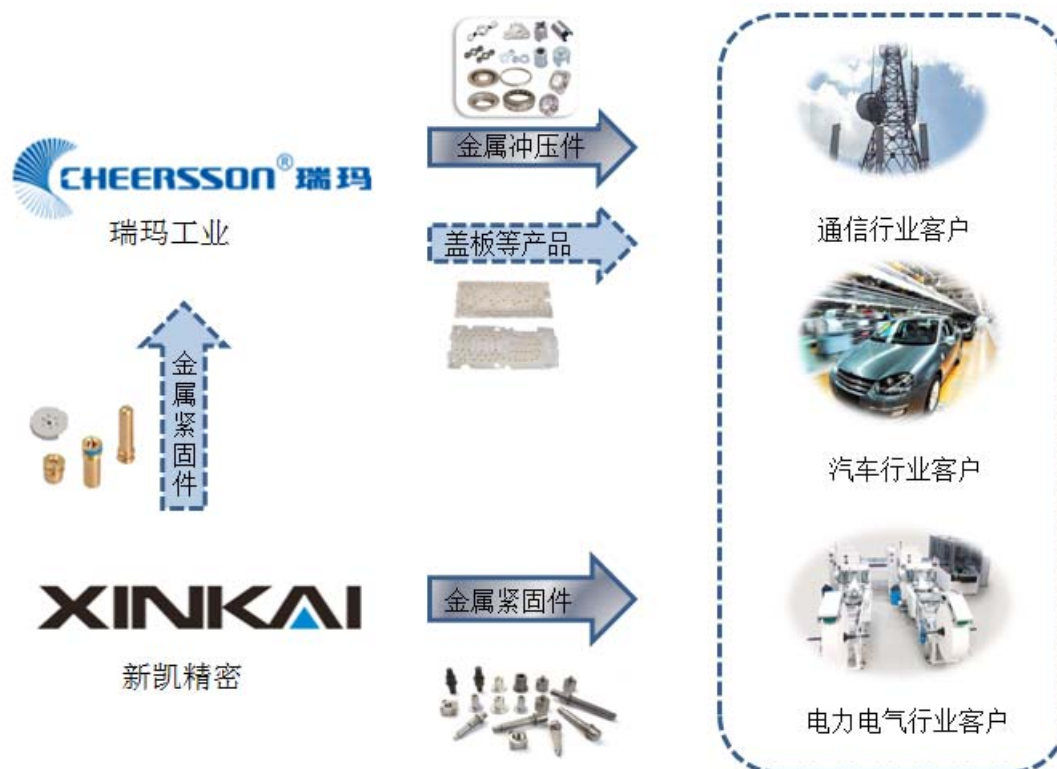 金属冲压件
CHEERSSON®瑞玛
瑞玛工业
盖板等产品
通信行业客户
金属紧固件
汽车行业客户
XINKAI
新凯精密
金属紧固件
电力电气行业客户